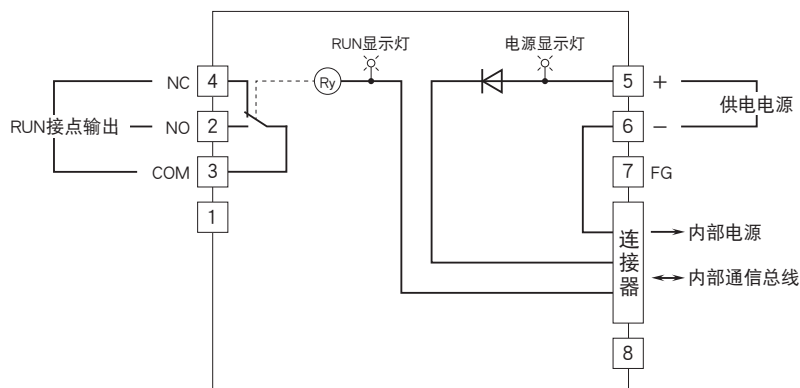 RUN显示灯
电源显示灯
NC
4
Ry
5
+
供电电源
RUN接点输出
NO
2
6
−
COM
3
7
FG
1
连接器
内部电源
内部通信总线
8